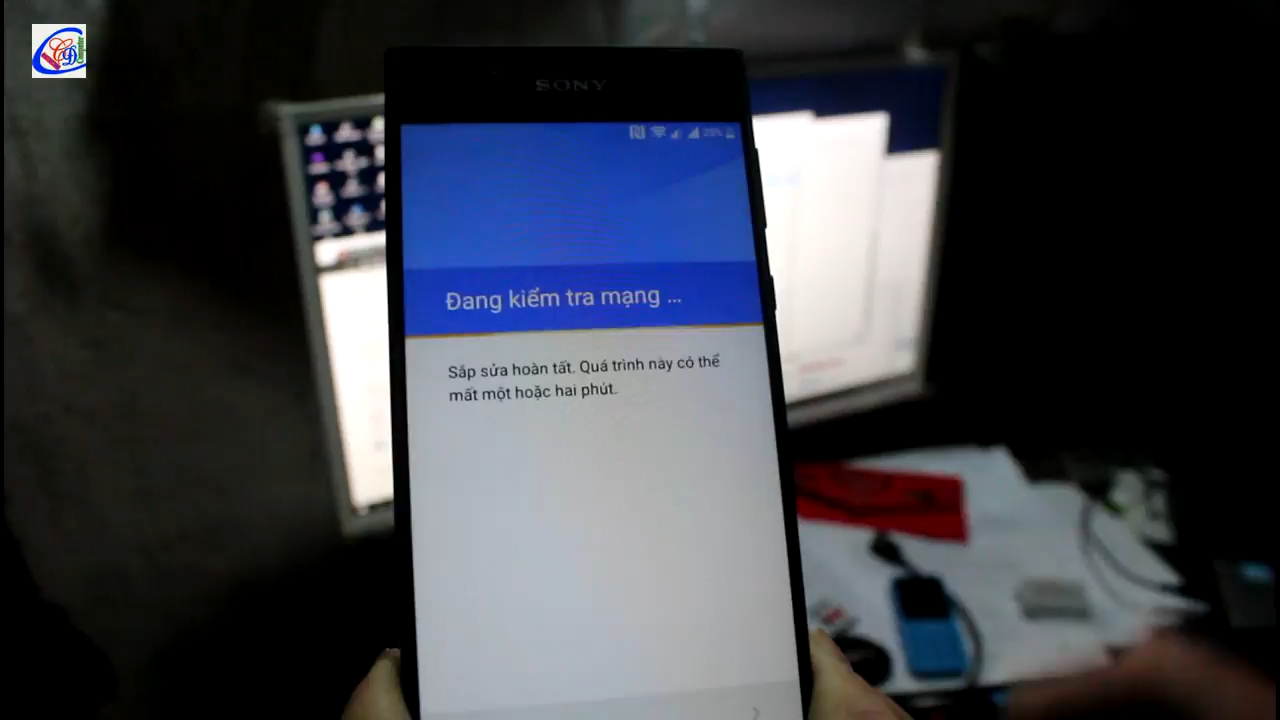 SONY
Đang kiểm tra mạng ...
Sắp sửa hoàn tất. Quá trình này có thể
mất một hoặc hai phút.